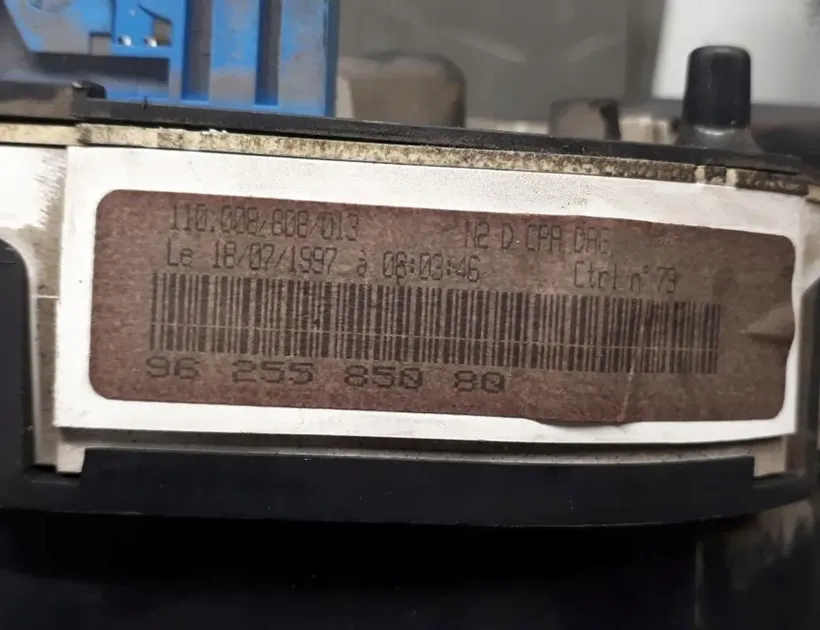 110.008/808/013 N2 D CPA DAG
Le 18/07/1997 à 08:03:46 Ctrl n° 79
96 255 850 80